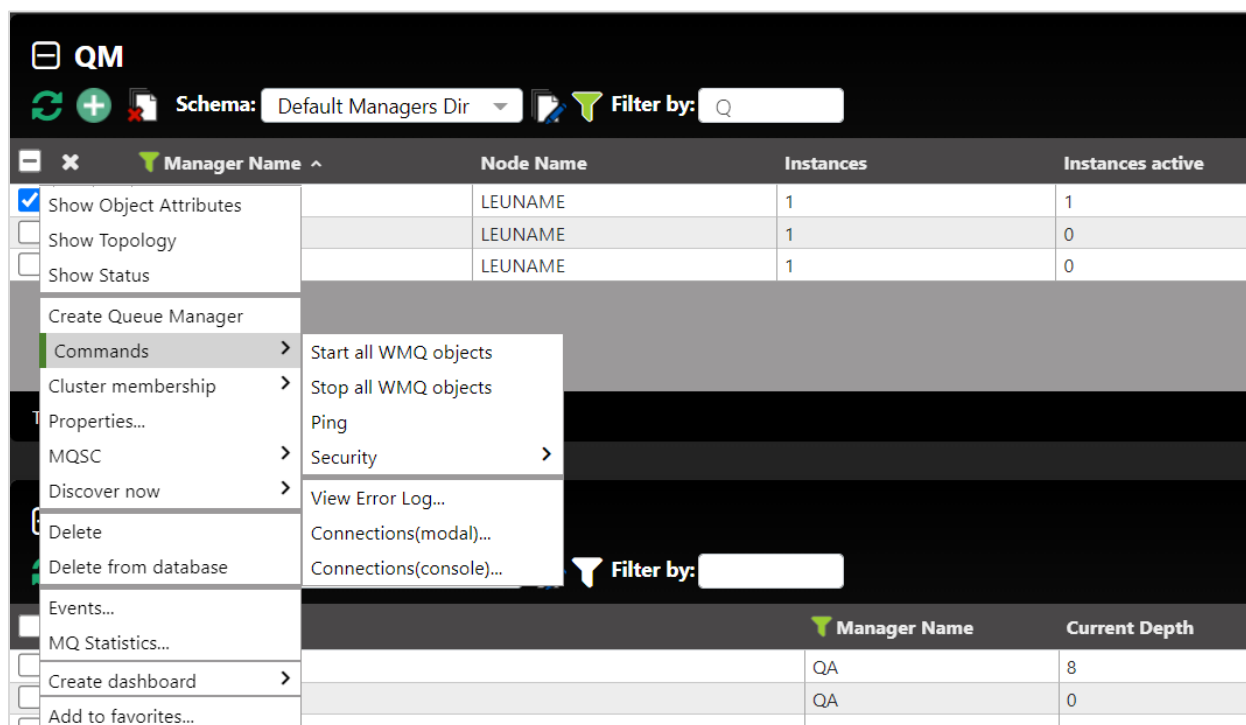 QM
Schema: Default Managers Dir Filter by: Q
Manager Name Node Name Instances Instances active
LEUNAME 1 1
LEUNAME 1 0
LEUNAME 1 0
Show Object Attributes
Show Topology
Show Status
Create Queue Manager
Commands
Cluster membership
Properties...
MQSC
Discover now
Delete
Delete from database
Events...
MQ Statistics...
Create dashboard
Add to favorites...
Start all WMQ objects
Stop all WMQ objects
Ping
Security
View Error Log...
Connections(modal)...
Connections(console)...
Filter by:
Manager Name Current Depth
QA 8
QA 0